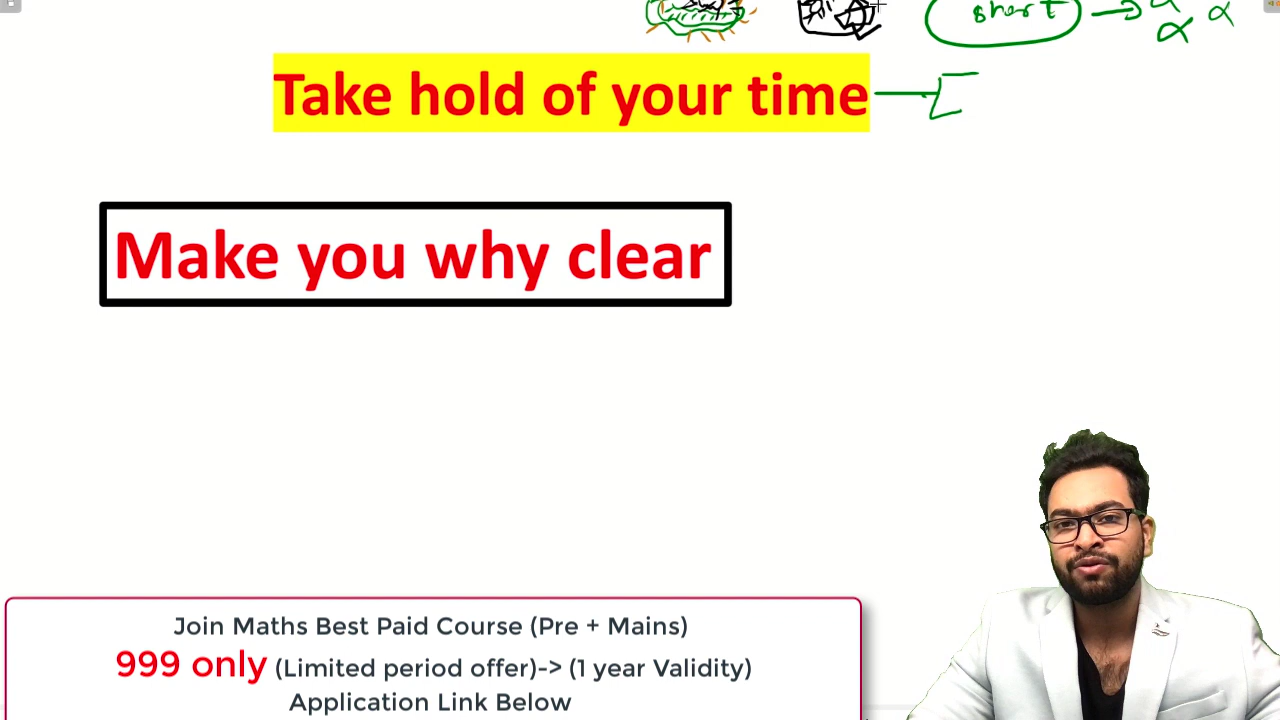 short
Take hold of your time
Make you why clear
Join Maths Best Paid Course (Pre + Mains)
999 only (Limited period offer)-> (1 year Validity)
Application Link Below